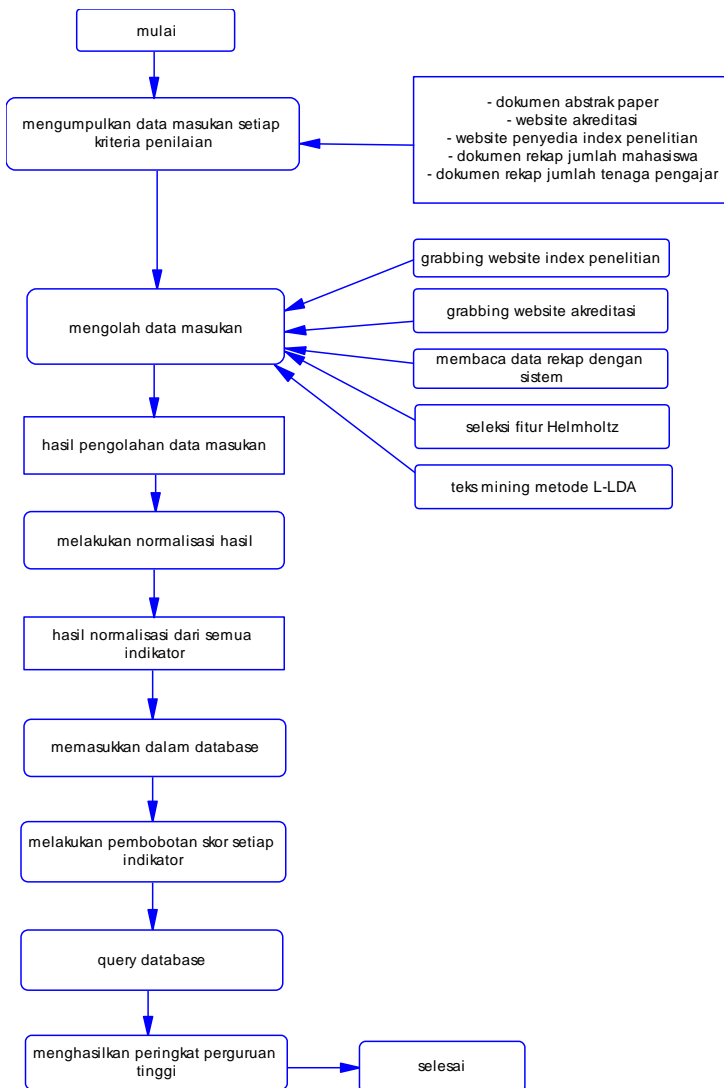 mulai
mengumpulkan data masukan setiap
kriteria penilaian
- dokumen abstrak paper
- website akreditasi
- website penyedia index penelitian
- dokumen rekap jumlah mahasiswa
- dokumen rekap jumlah tenaga pengajar
grabbing website index penelitian
mengolah data masukan
grabbing website akreditasi
membaca data rekap dengan
sistem
seleksi fitur Helmholtz
teks mining metode L-LDA
hasil pengolahan data masukan
melakukan normalisasi hasil
hasil normalisasi dari semua
indikator
memasukkan dalam database
melakukan pembobotan skor setiap
indikator
query database
menghasilkan peringkat perguruan
tinggi
selesai